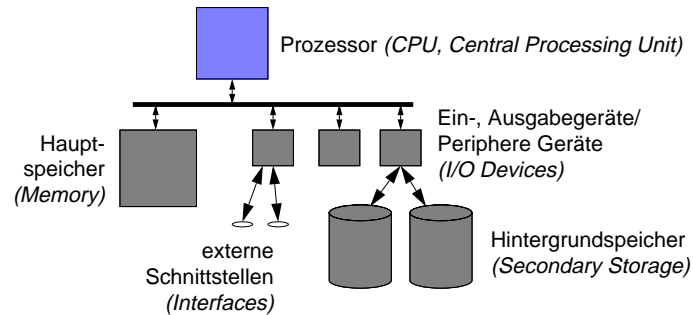 Prozessor (CPU, Central Processing Unit)
Haupt-
speicher
(Memory)
Ein-, Ausgabegeräte/
Periphere Geräte
(I/O Devices)
externe
Schnittstellen
(Interfaces)
Hintergrundspeicher
(Secondary Storage)